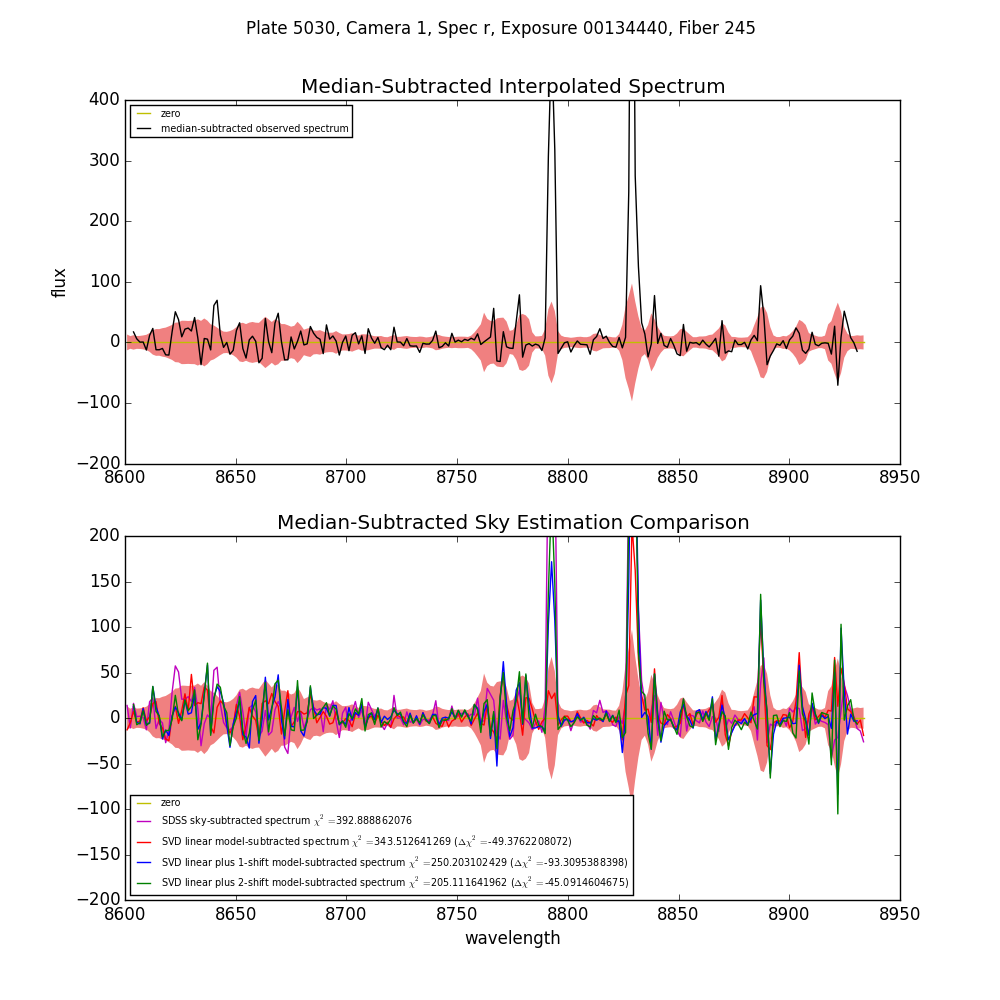 Plate 5030, Camera 1, Spec r, Exposure 00134440, Fiber 245
Median-Subtracted Interpolated Spectrum
400
300
200
100
0
−100
−200
flux
zero
median-subtracted observed spectrum
8600 8650 8700 8750 8800 8850 8900 8950
Median-Subtracted Sky Estimation Comparison
200
150
100
50
0
−50
−100
−150
−200
zero
SDSS sky-subtracted spectrum χ² =392.888862076
SVD linear model-subtracted spectrum χ² =343.512641269 (Δχ² =-49.3762208072)
SVD linear plus 1-shift model-subtracted spectrum χ² =250.203102429 (Δχ² =-93.3095388398)
SVD linear plus 2-shift model-subtracted spectrum χ² =205.111641962 (Δχ² =-45.0914604675)
8600 8650 8700 8750 8800 8850 8900 8950
wavelength